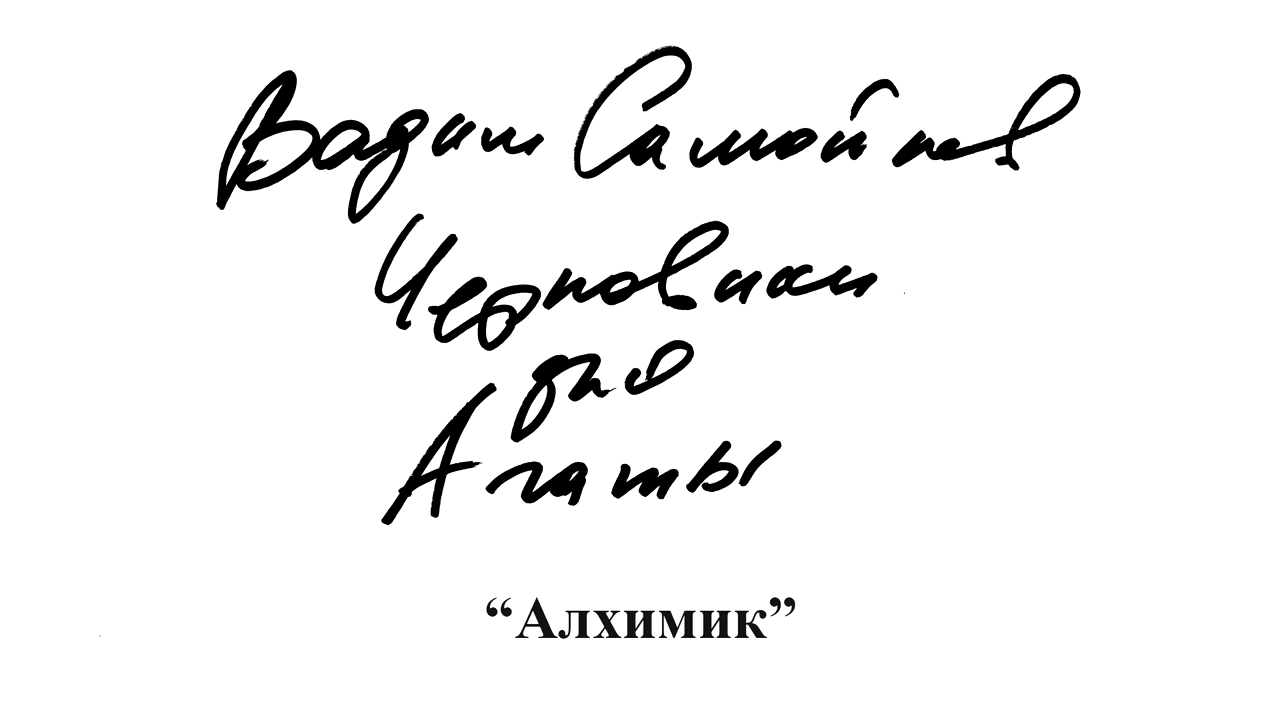 Вадим Самойлов
Черновики
для
Агаты
“Алхимик”